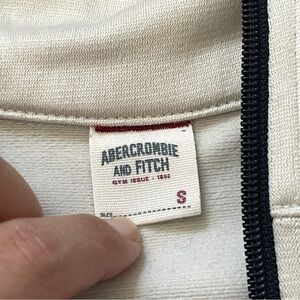 ABERCROMBIE
AND FITCH
GYM ISSUE - 1892
S
SIZE